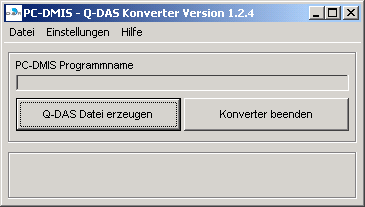 PC-DMIS - Q-DAS Konverter Version 1.2.4
Datei Einstellungen Hilfe
PC-DMIS Programmname
Q-DAS Datei erzeugen Konverter beenden